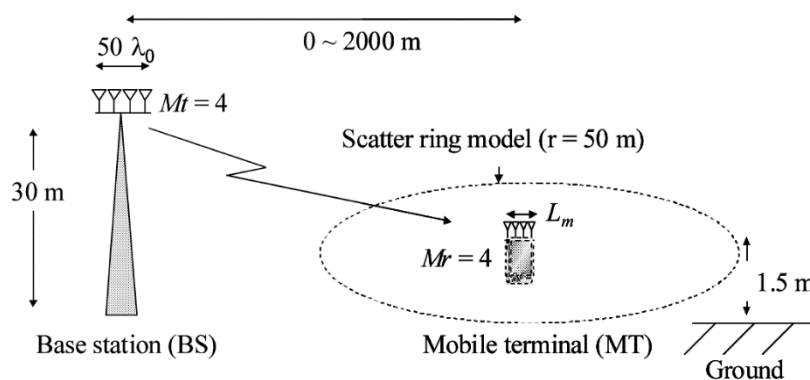 50 λ₀
0 ~ 2000 m
Mt = 4
Scatter ring model (r = 50 m)
30 m
Lₘ
Mr = 4
1.5 m
Base station (BS)
Mobile terminal (MT)
Ground